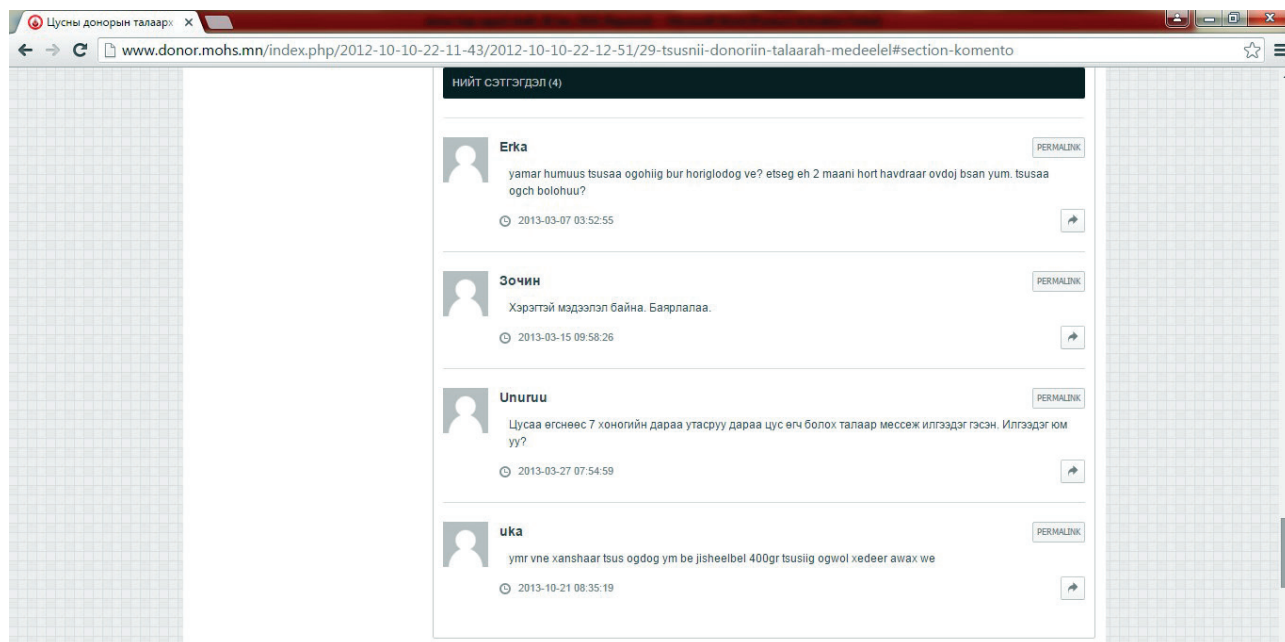 Цусны донорын талаарх
www.donor.mohs.mn/index.php/2012-10-10-22-11-43/2012-10-10-22-12-51/29-tsusnii-donoriin-talaarah-medeelel#section-komento
НИЙТ СЭТГЭГДЭЛ (4)
Erka
PERMALINK
yamar humuus tsusaa ogohiig bur horiglodog ve? etseg eh 2 maani hort havdraar ovdoj bsan yum. tsusaa
ogch bolohuu?
2013-03-07 03:52:55
Зочин
PERMALINK
Хэрэгтэй мэдээлэл байна. Баярлалаа.
2013-03-15 09:58:26
Unuruu
PERMALINK
Цусаа өгснөөс 7 хоногийн дараа утасруу дараа цус өгч болох талаар мессеж илгээдэг гэсэн. Илгээдэг юм
уу?
2013-03-27 07:54:59
uka
PERMALINK
ymr vne xanshaar tsus ogdog ym be jisheelbel 400gr tsusiig ogwol xedeer awax we
2013-10-21 08:35:19